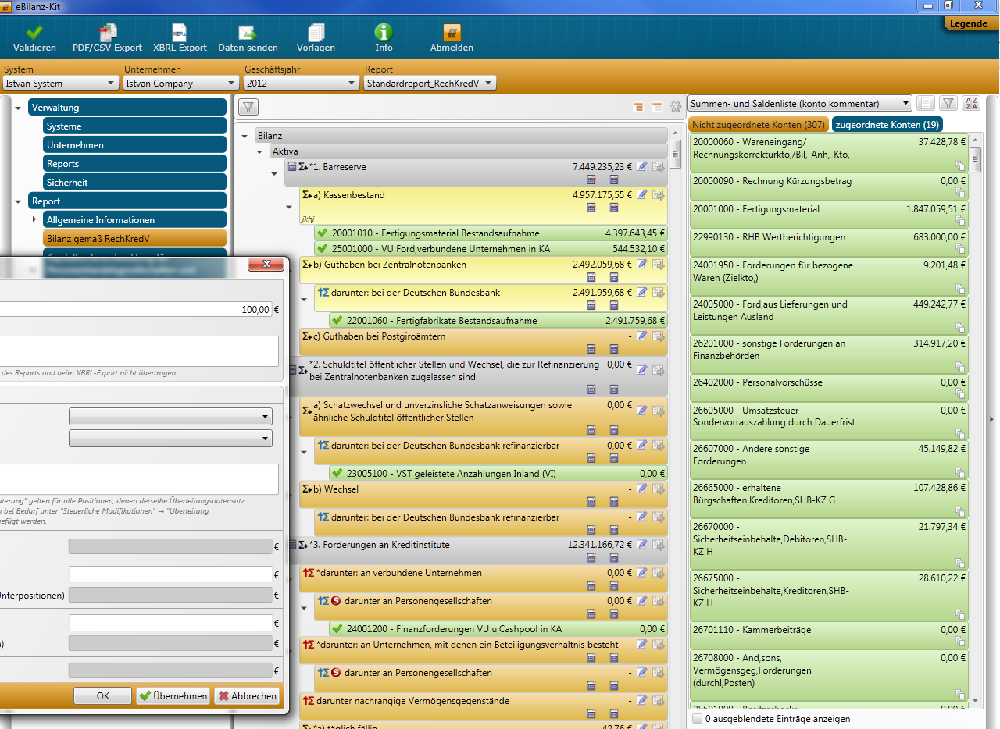 eBilanz-Kit
Legende
Validieren
PDF/CSV Export
XBRL Export
Daten senden
Vorlagen
Info
Abmelden
System
Unternehmen
Geschäftsjahr
Report
Istvan System
Istvan Company
2012
Standardreport_RechKredV
Verwaltung
Systeme
Unternehmen
Reports
Sicherheit
Report
Allgemeine Informationen
Bilanz gemäß RechKredV
100,00 €
des Reports und beim XBRL-Export nicht übertragen.
uterung" gelten für alle Positionen, denen derselbe Überleitungsdatensatz
n bei Bedarf unter "Steuerliche Modifikationen" → "Überleitung
efügt werden.
€
€
Unterpositionen) €
€
) €
€
OK
Übernehmen
Abbrechen
Bilanz
Aktiva
Σ+ *1. Barreserve 7.449.235,23 €
Σ+ a) Kassenbestand 4.957.175,55 €
jkhj
20001010 - Fertigungsmaterial Bestandsaufnahme 4.397.643,45 €
25001000 - VU Ford,verbundene Unternehmen in KA 544.532,10 €
Σ+ b) Guthaben bei Zentralnotenbanken 2.492.059,68 €
Σ darunter: bei der Deutschen Bundesbank 2.491.959,68 €
22001060 - Fertigfabrikate Bestandsaufnahme 2.491.759,68 €
Σ+ c) Guthaben bei Postgiroämtern -
Σ+ *2. Schuldtitel öffentlicher Stellen und Wechsel, die zur Refinanzierung 0,00 €
bei Zentralnotenbanken zugelassen sind
Σ+ a) Schatzwechsel und unverzinsliche Schatzanweisungen sowie 0,00 €
ähnliche Schuldtitel öffentlicher Stellen
Σ darunter: bei der Deutschen Bundesbank refinanzierbar 0,00 €
23005100 - VST geleistete Anzahlungen Inland (VI) 0,00 €
Σ+ b) Wechsel -
Σ darunter: bei der Deutschen Bundesbank refinanzierbar -
Σ+ *3. Forderungen an Kreditinstitute 12.341.166,72 €
Σ *darunter: an verbundene Unternehmen 0,00 €
Σ S darunter an Personengesellschaften 0,00 €
24001200 - Finanzforderungen VU u,Cashpool in KA 0,00 €
Σ *darunter: an Unternehmen, mit denen ein Beteiligungsverhältnis besteht -
Σ S darunter an Personengesellschaften -
Σ darunter nachrangige Vermögensgegenstände -
Σ+ *a) täglich fällig 42,76 €
Summen- und Saldenliste (konto kommentar)
A Z
Z A
Nicht zugeordnete Konten (307)
zugeordnete Konten (19)
20000060 - Wareneingang/ 37.428,78 €
Rechnungskorrekturkto,/Bil,-Anh,-Kto,
20000090 - Rechnung Kürzungsbetrag 0,00 €
20001000 - Fertigungsmaterial 1.847.059,51 €
22990130 - RHB Wertberichtigungen 683.000,00 €
24001950 - Forderungen für bezogene 9.201,48 €
Waren (Zielkto,)
24005000 - Ford,aus Lieferungen und 449.242,77 €
Leistungen Ausland
26201000 - sonstige Forderungen an 314.917,20 €
Finanzbehörden
26402000 - Personalvorschüsse 0,00 €
26605000 - Umsatzsteuer 0,00 €
Sondervorrauszahlung durch Dauerfrist
26607000 - Andere sonstige 45.149,82 €
Forderungen
26665000 - erhaltene 107.428,86 €
Bürgschaften,Kreditoren,SHB-KZ G
26670000 - 21.797,34 €
Sicherheitseinbehalte,Debitoren,SHB-
KZ H
26675000 - 28.610,22 €
Sicherheitseinbehalte,Kreditoren,SHB-
KZ H
26701110 - Kammerbeiträge 0,00 €
26708000 - And,sons, 0,00 €
Vermögensgeg,Forderungen
(durchl,Posten)
0 ausgeblendete Einträge anzeigen